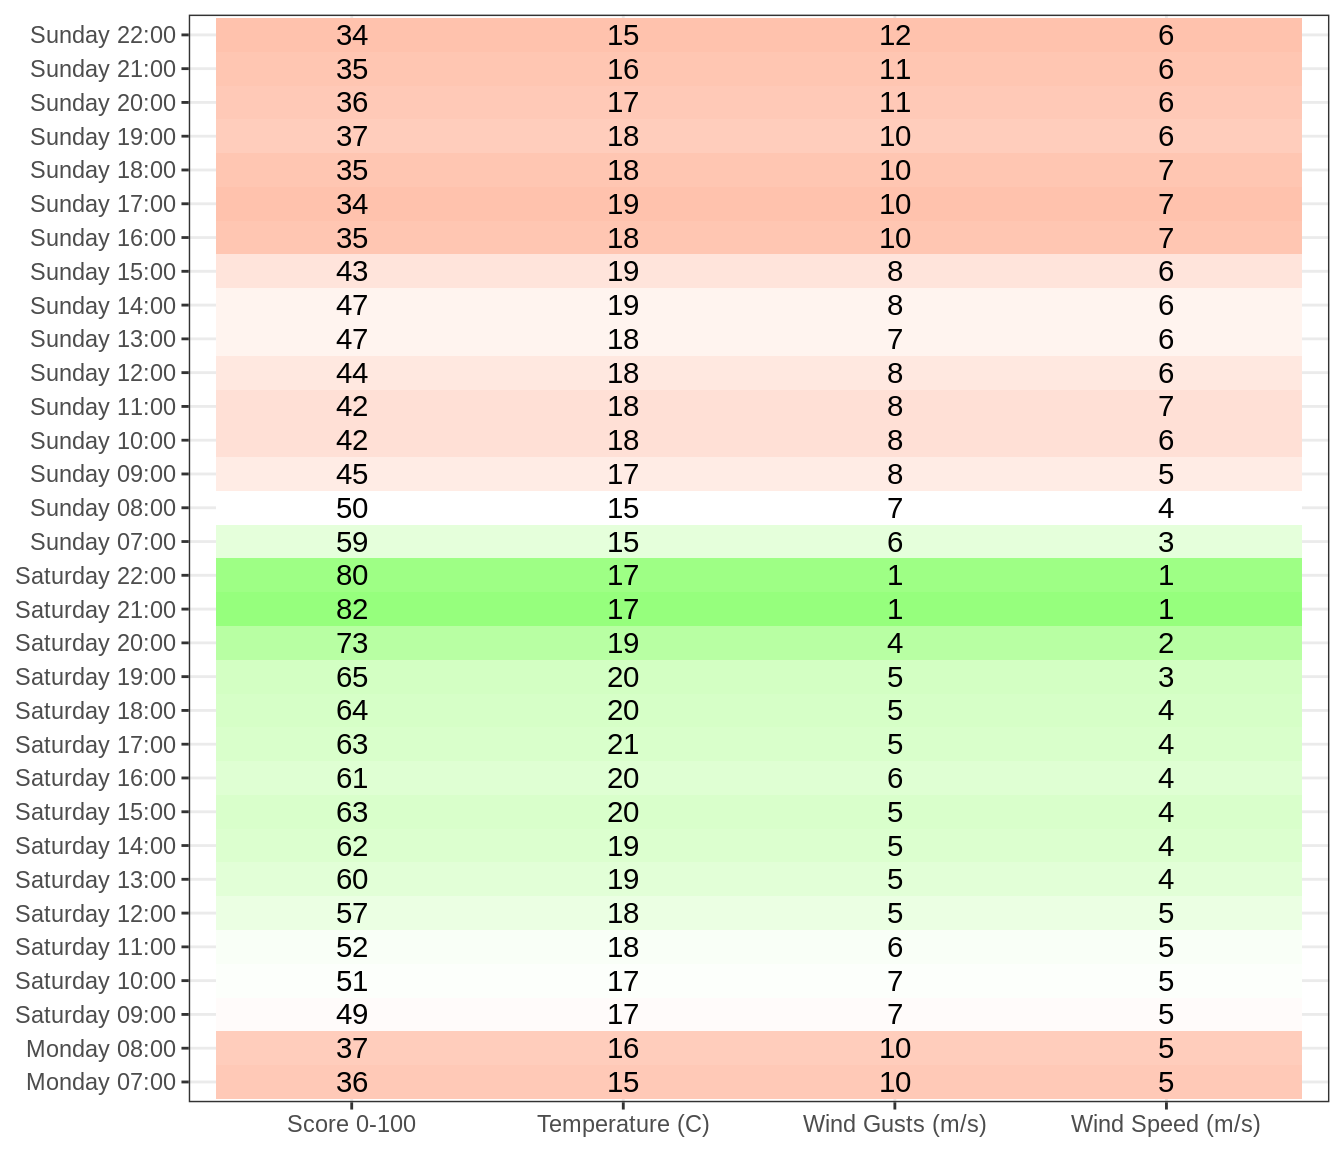 Sunday 22:00 34 15 12 6
Sunday 21:00 35 16 11 6
Sunday 20:00 36 17 11 6
Sunday 19:00 37 18 10 6
Sunday 18:00 35 18 10 7
Sunday 17:00 34 19 10 7
Sunday 16:00 35 18 10 7
Sunday 15:00 43 19 8 6
Sunday 14:00 47 19 8 6
Sunday 13:00 47 18 7 6
Sunday 12:00 44 18 8 6
Sunday 11:00 42 18 8 7
Sunday 10:00 42 18 8 6
Sunday 09:00 45 17 8 5
Sunday 08:00 50 15 7 4
Sunday 07:00 59 15 6 3
Saturday 22:00 80 17 1 1
Saturday 21:00 82 17 1 1
Saturday 20:00 73 19 4 2
Saturday 19:00 65 20 5 3
Saturday 18:00 64 20 5 4
Saturday 17:00 63 21 5 4
Saturday 16:00 61 20 6 4
Saturday 15:00 63 20 5 4
Saturday 14:00 62 19 5 4
Saturday 13:00 60 19 5 4
Saturday 12:00 57 18 5 5
Saturday 11:00 52 18 6 5
Saturday 10:00 51 17 7 5
Saturday 09:00 49 17 7 5
Monday 08:00 37 16 10 5
Monday 07:00 36 15 10 5
Score 0-100 Temperature (C) Wind Gusts (m/s) Wind Speed (m/s)